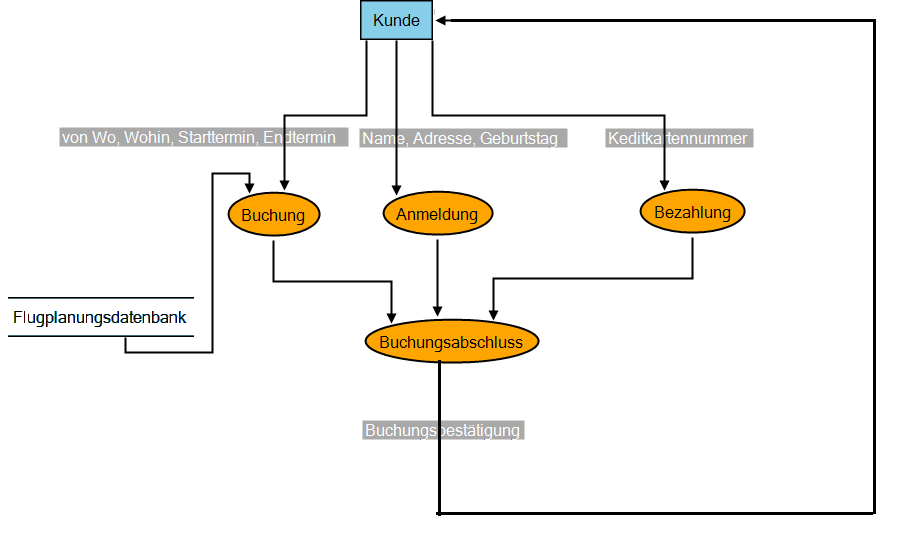 Kunde
von Wo, Wohin, Starttermin, Endtermin
Name, Adresse, Geburtstag
Keditkartennummer
Buchung
Anmeldung
Bezahlung
Flugplanungsdatenbank
Buchungsabschluss
Buchungsbestätigung